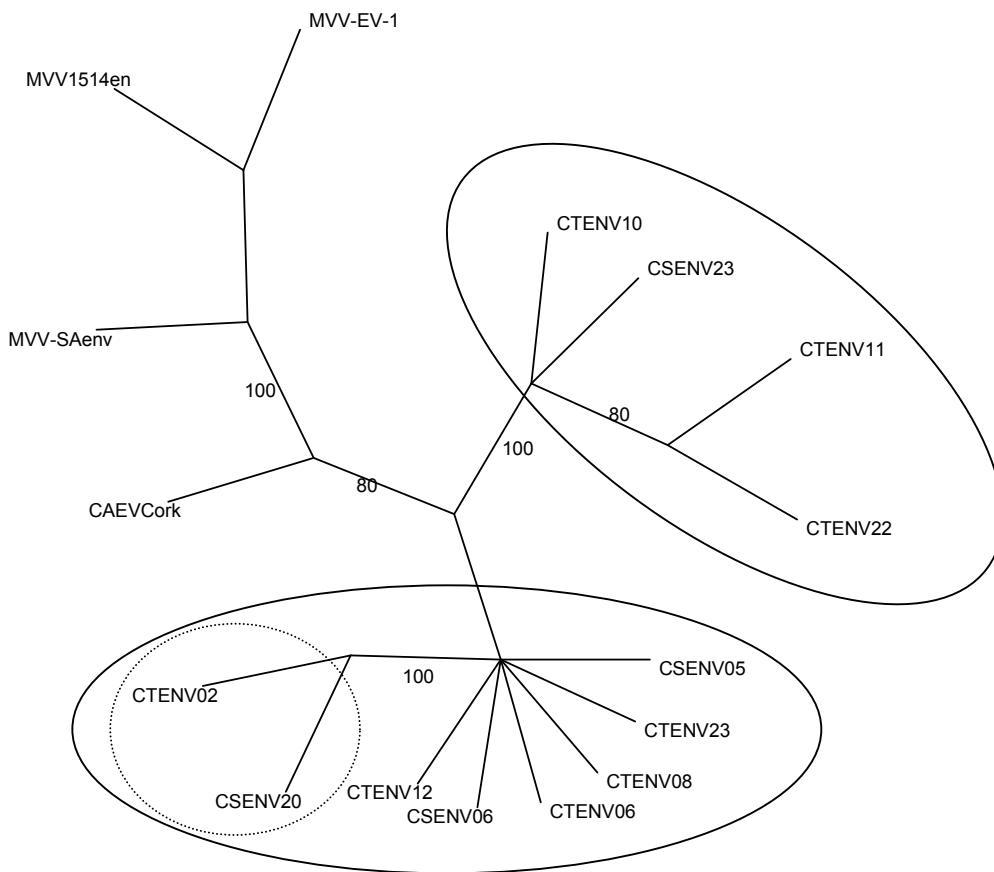 MVV-EV-1
MVV1514en
CTENV10
CSENV23
MVV-SAenv
CTENV11
100
80
100
80
CAEVCork
CTENV22
CSENV05
100
CTENV02
CTENV23
CTENV08
CTENV12
CSENV20
CTENV06
CSENV06